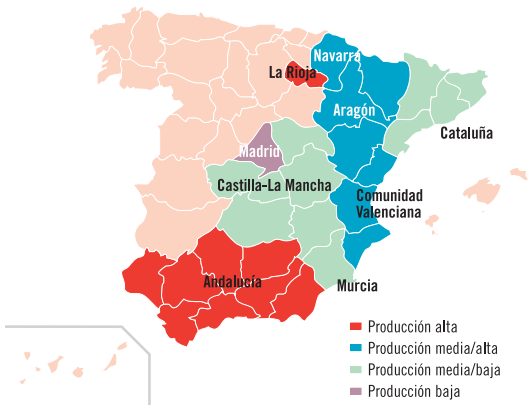 Navarra
La Rioja
Aragón
Cataluña
Madrid
Castilla-La Mancha
Comunidad
Valenciana
Andalucía
Murcia
Producción alta
Producción media/alta
Producción media/baja
Producción baja